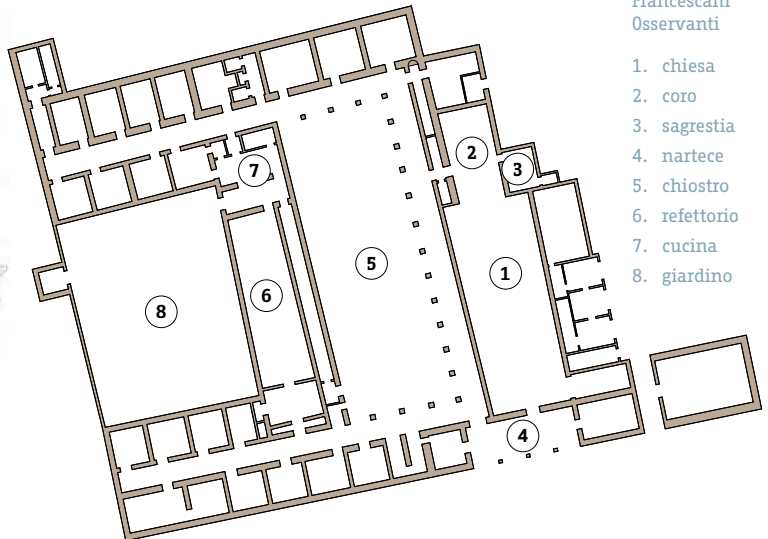 Francescani
Osservanti
1. chiesa
2. coro
3. sagrestia
4. nartece
5. chiostro
6. refettorio
7. cucina
8. giardino
2
3
7
5
1
6
8
4